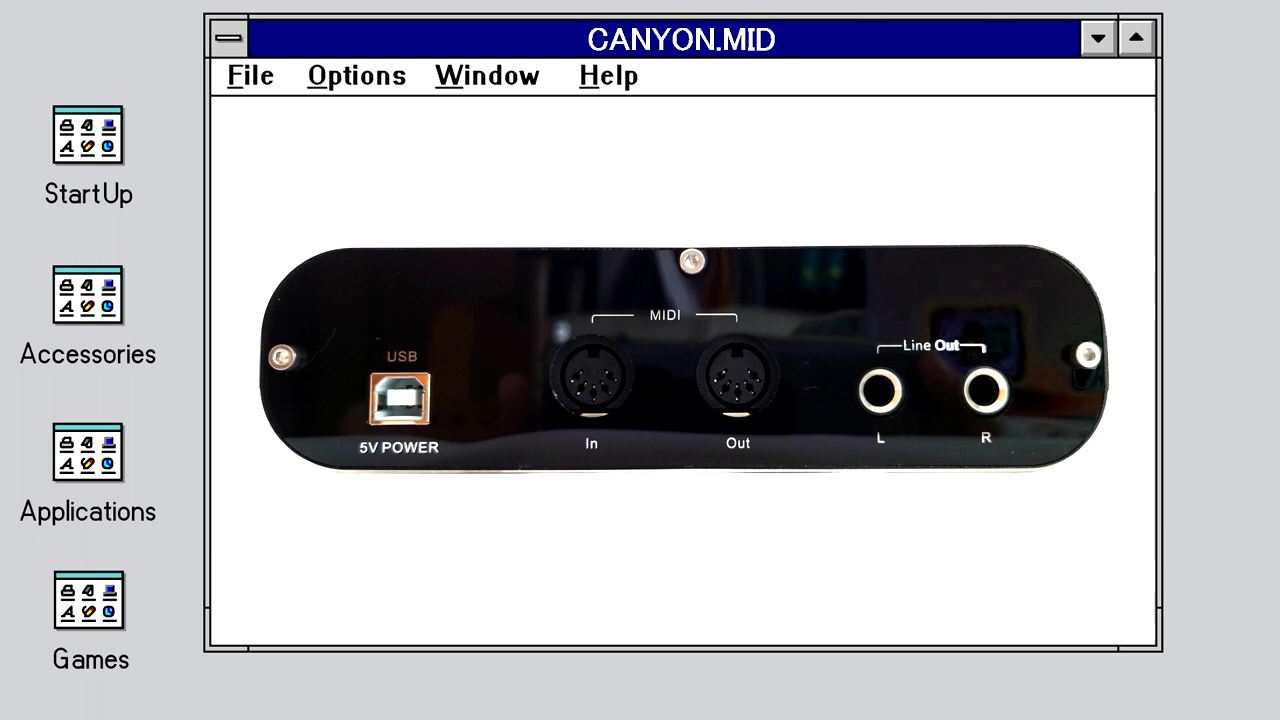 CANYON.MID
File Options Window Help
StartUp
Accessories
Applications
Games
MIDI
Line Out
USB
5V POWER
In
Out
L
R